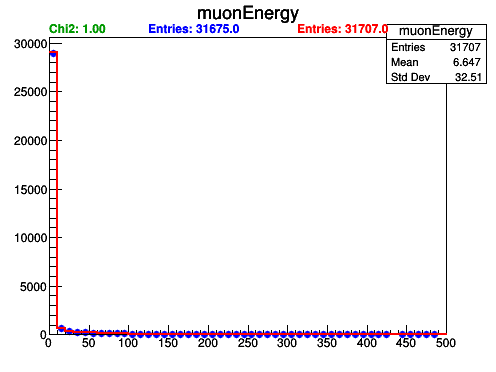 muonEnergy
Chi2: 1.00 Entries: 31675.0 Entries: 31707.0
muonEnergy
Entries 31707
Mean 6.647
Std Dev 32.51
30000
25000
20000
15000
10000
5000
0
0 50 100 150 200 250 300 350 400 450 500